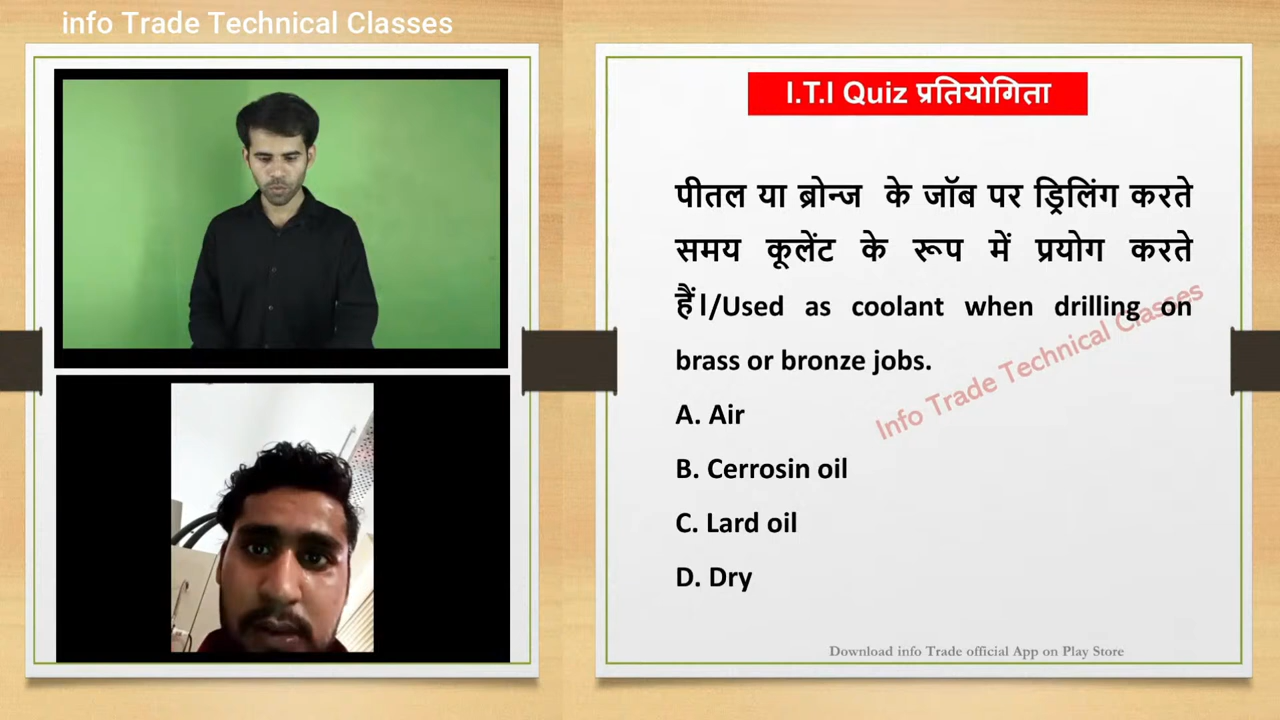 info Trade Technical Classes
I.T.I Quiz प्रतियोगिता
पीतल या ब्रोन्ज के जॉब पर ड्रिलिंग करते
समय कूलेंट के रूप में प्रयोग करते
हैं।/Used as coolant when drilling on
brass or bronze jobs.
Info Trade Technical Classes
A. Air
B. Cerrosin oil
C. Lard oil
D. Dry
Download info Trade official App on Play Store